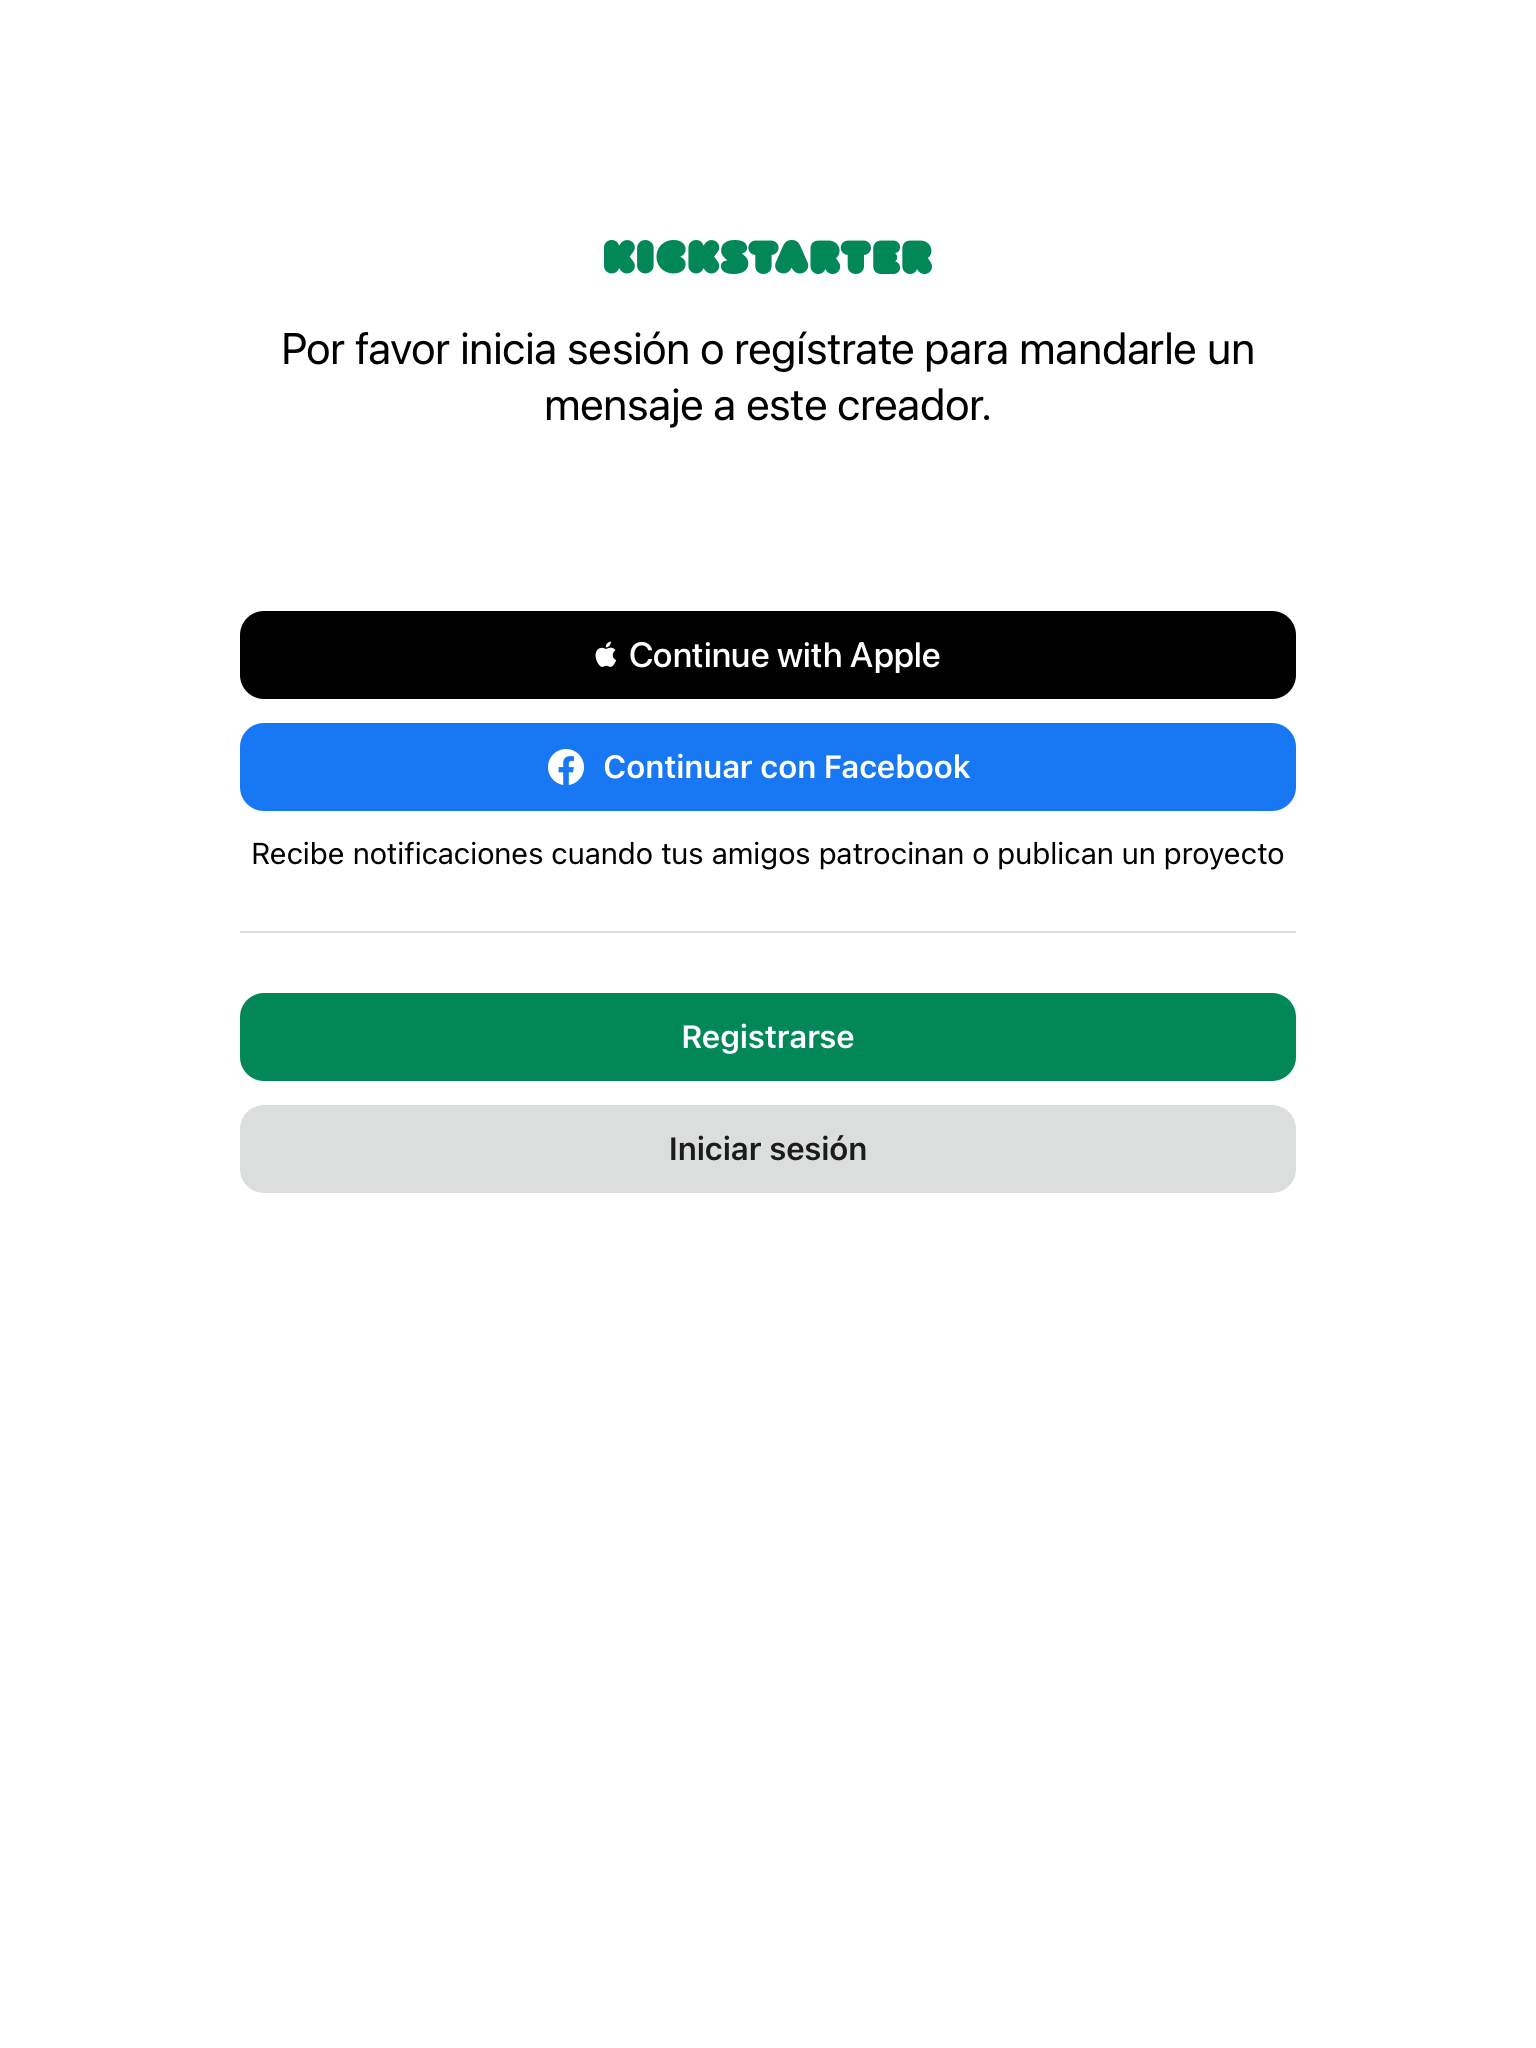 KICKSTARTER
Por favor inicia sesión o regístrate para mandarle un
mensaje a este creador.
Continue with Apple
Continuar con Facebook
Recibe notificaciones cuando tus amigos patrocinan o publican un proyecto
Registrarse
Iniciar sesión